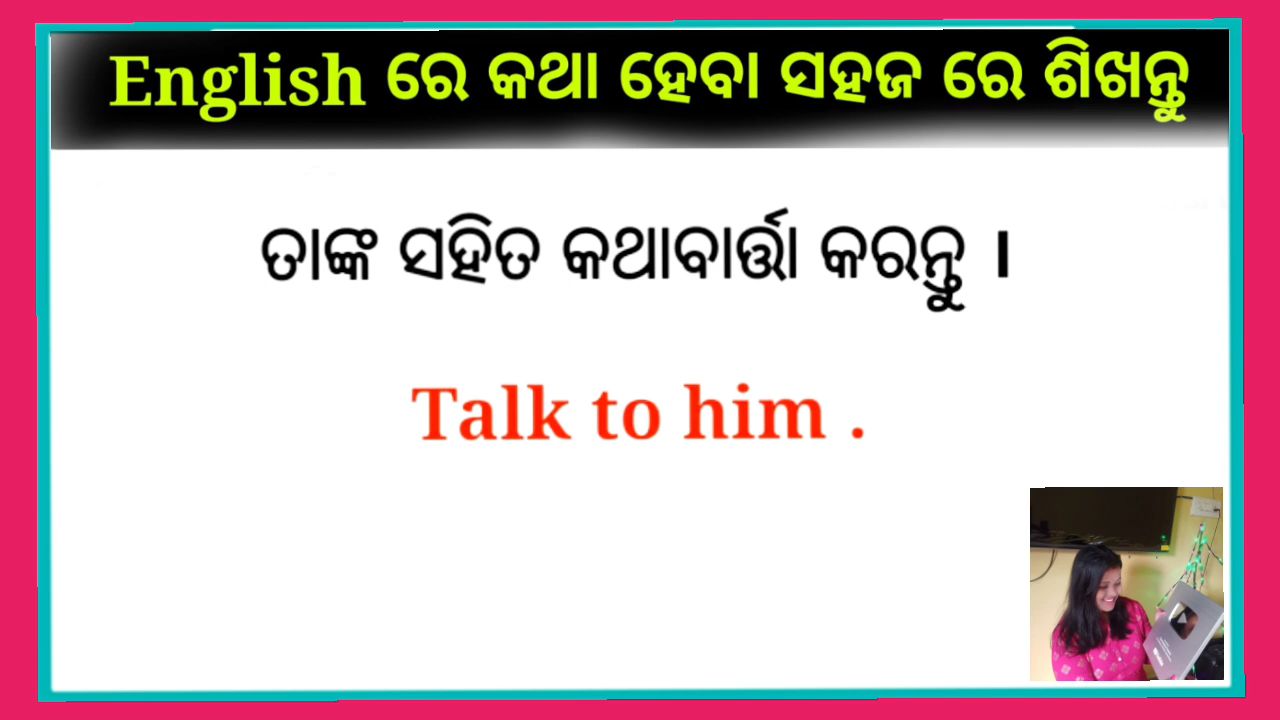 English ରେ କଥା ହେବା ସହଜ ରେ ଶିଖନ୍ତୁ
ତାଙ୍କ ସହିତ କଥାବାର୍ତ୍ତା କରନ୍ତୁ ।
Talk to him .